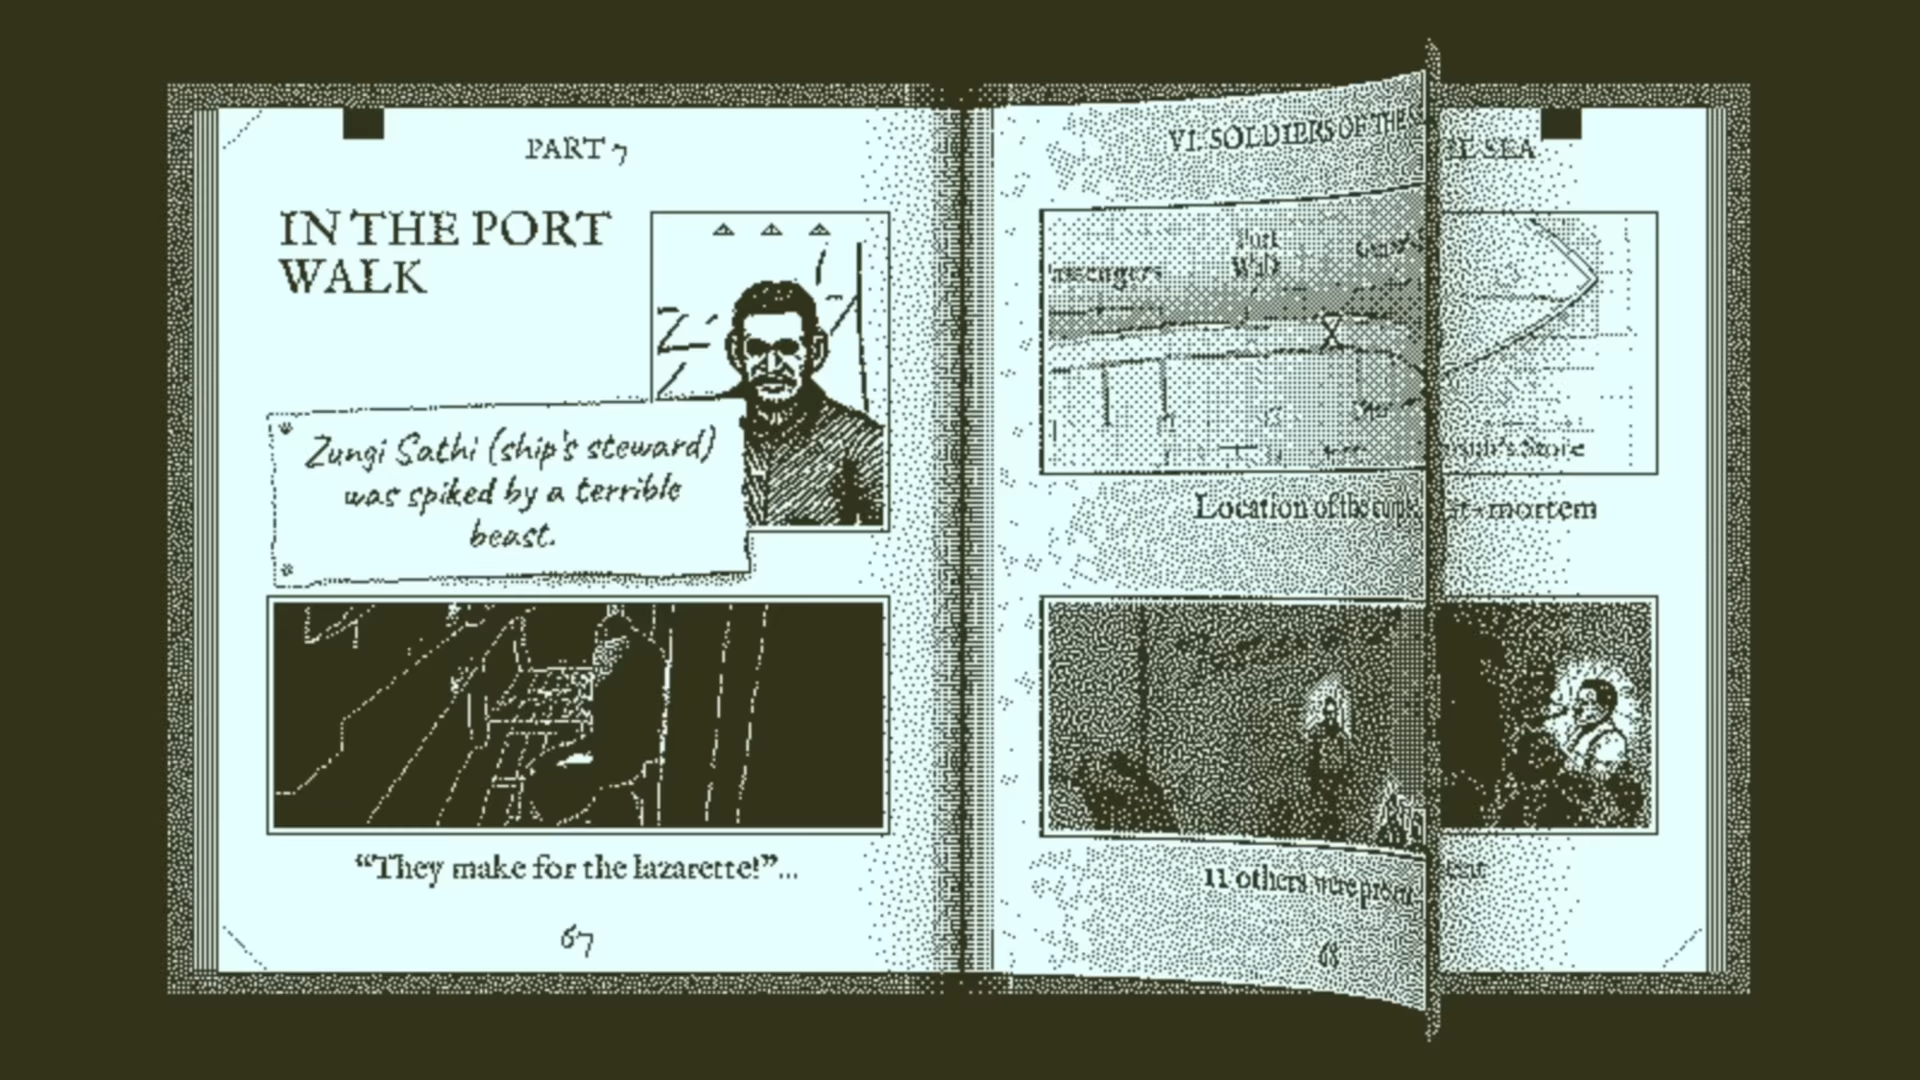 PART 7
IN THE PORT
WALK
Zungi Sathi (ship's steward)
was spiked by a terrible
beast.
“They make for the lazarette!”...
67
VI. SOLDIERS OF THE
SEA
Port
Walk
Location of the
mortem
11 others were
68